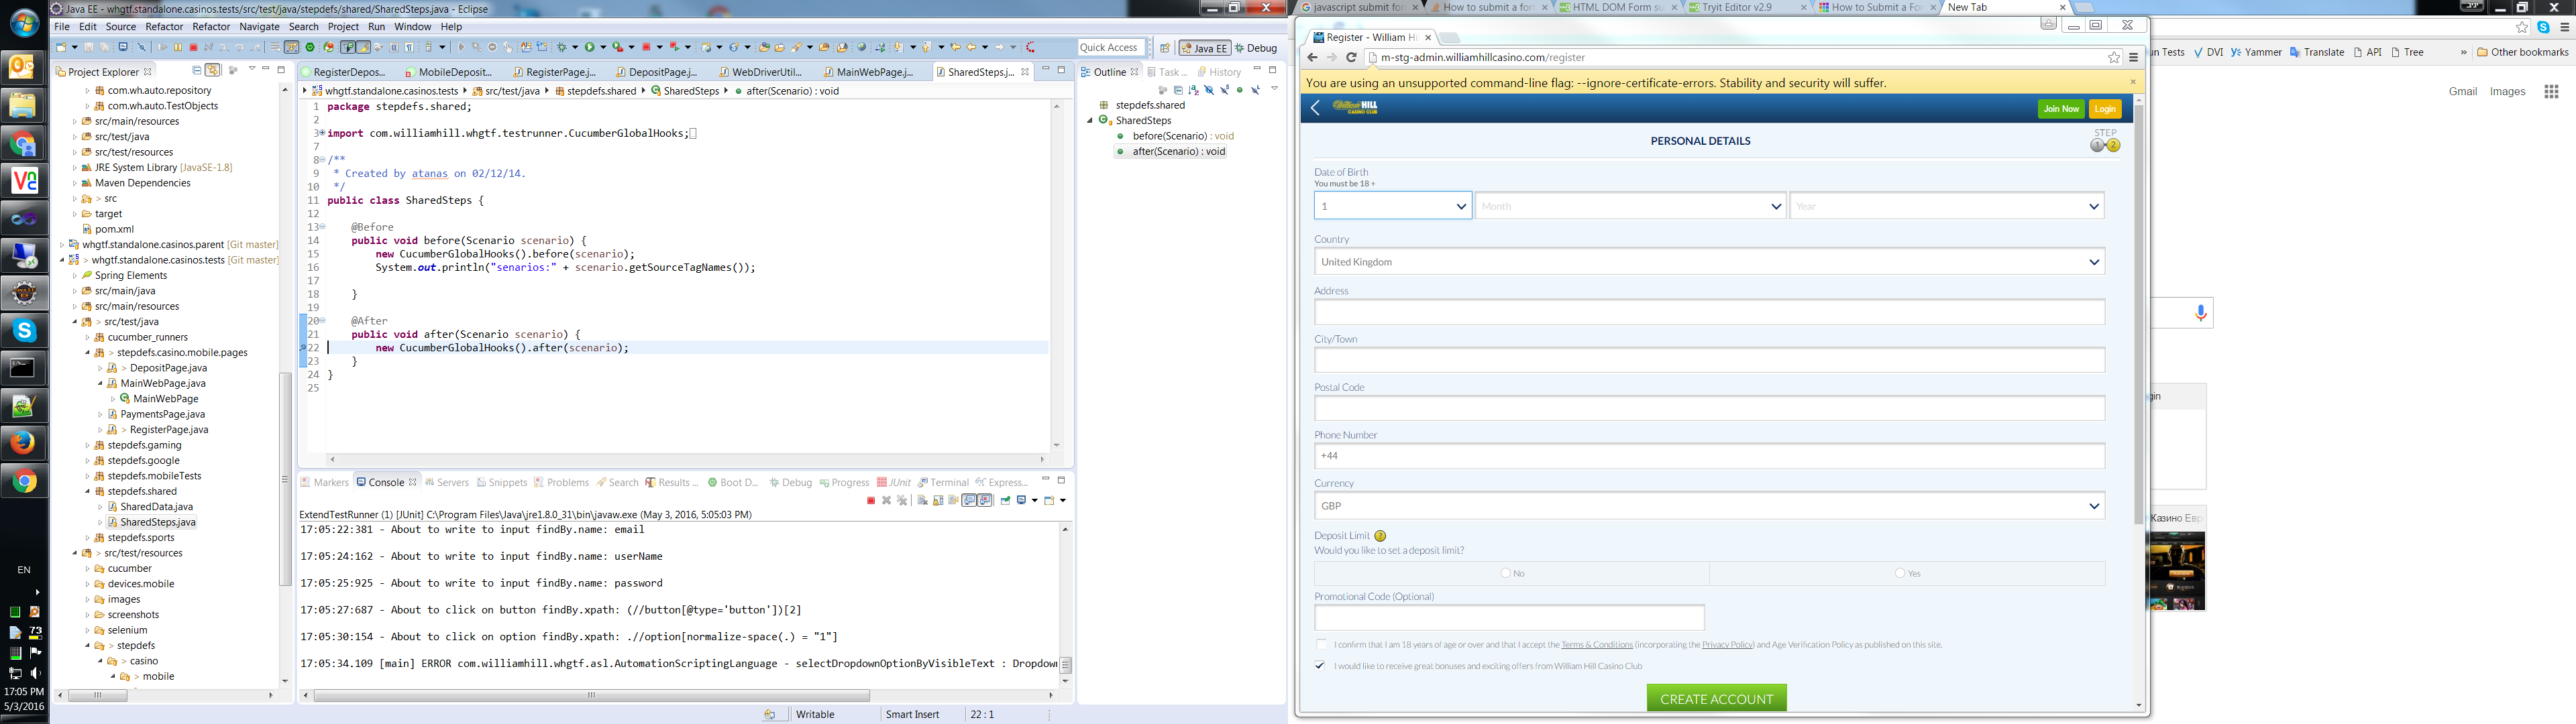 Java EE - whgtf.standalone.casinos.tests/src/test/java/stepdefs/shared/SharedSteps.java - Eclipse
File Edit Source Refactor Refactor Navigate Search Project Run Window Help
Quick Access
Java EE
Debug
Project Explorer
com.wh.auto.repository
com.wh.auto.TestObjects
src/main/resources
src/test/java
src/test/resources
JRE System Library [JavaSE-1.8]
Maven Dependencies
> src
target
pom.xml
whgtf.standalone.casinos.parent [Git master]
> whgtf.standalone.casinos.tests [Git master]
Spring Elements
src/main/java
src/main/resources
> src/test/java
cucumber_runners
> stepdefs.casino.mobile.pages
> DepositPage.java
MainWebPage.java
MainWebPage
PaymentsPage.java
> RegisterPage.java
stepdefs.gaming
stepdefs.google
stepdefs.mobileTests
stepdefs.shared
SharedData.java
SharedSteps.java
stepdefs.sports
> src/test/resources
cucumber
devices.mobile
> images
screenshots
selenium
> stepdefs
> casino
> mobile
EN
73
17:05 PM
5/3/2016
RegisterDepos...
MobileDeposit...
RegisterPage.j...
DepositPage.j...
WebDriverUtil...
MainWebPage.j...
SharedSteps.j...
whgtf.standalone.casinos.tests
src/test/java
stepdefs.shared
SharedSteps
after(Scenario) : void
1 package stepdefs.shared;
2
3 import com.williamhill.whgtf.testrunner.CucumberGlobalHooks;
7
8 /**
9 * Created by atanas on 02/12/14.
10 */
11 public class SharedSteps {
12
13 @Before
14 public void before(Scenario scenario) {
15 new CucumberGlobalHooks().before(scenario);
16 System.out.println("senarios:" + scenario.getSourceTagNames());
17
18 }
19
20 @After
21 public void after(Scenario scenario) {
22 new CucumberGlobalHooks().after(scenario);
23 }
24 }
25
Outline
Task ...
History
stepdefs.shared
SharedSteps
before(Scenario) : void
after(Scenario) : void
Markers
Console
Servers
Snippets
Problems
Search
Results ...
Boot D...
Debug
Progress
JUnit
Terminal
Express...
ExtendTestRunner (1) [JUnit] C:\Program Files\Java\jre1.8.0_31\bin\javaw.exe (May 3, 2016, 5:05:03 PM)
17:05:22:381 - About to write to input findBy.name: email
17:05:24:162 - About to write to input findBy.name: userName
17:05:25:925 - About to write to input findBy.name: password
17:05:27:687 - About to click on button findBy.xpath: (//button[@type='button'])[2]
17:05:30:154 - About to click on option findBy.xpath: .//option[normalize-space(.) = "1"]
17:05:34.109 [main] ERROR com.williamhill.whgtf.asl.AutomationScriptingLanguage - selectDropdownOptionByVisibleText : Dropdown
Writable
Smart Insert
22 : 1
javascript submit for
How to submit a for
HTML DOM Form su
Tryit Editor v2.9
How to Submit a Fo
New Tab
Register - William Hi
m-stg-admin.williamhillcasino.com/register
You are using an unsupported command-line flag: --ignore-certificate-errors. Stability and security will suffer.
William HILL
CASINO CLUB
Join Now
Login
PERSONAL DETAILS
STEP
1 2
Date of Birth
You must be 18 +
1
Month
Year
Country
United Kingdom
Address
City/Town
Postal Code
Phone Number
+44
Currency
GBP
Deposit Limit ?
Would you like to set a deposit limit?
No
Yes
Promotional Code (Optional)
I confirm that I am 18 years of age or over and that I accept the Terms & Conditions (incorporating the Privacy Policy) and Age Verification Policy as published on this site.
I would like to receive great bonuses and exciting offers from William Hill Casino Club
CREATE ACCOUNT
un Tests
DVI
Yammer
Translate
API
Tree
»
Other bookmarks
Gmail
Images
gin
Казино Евр